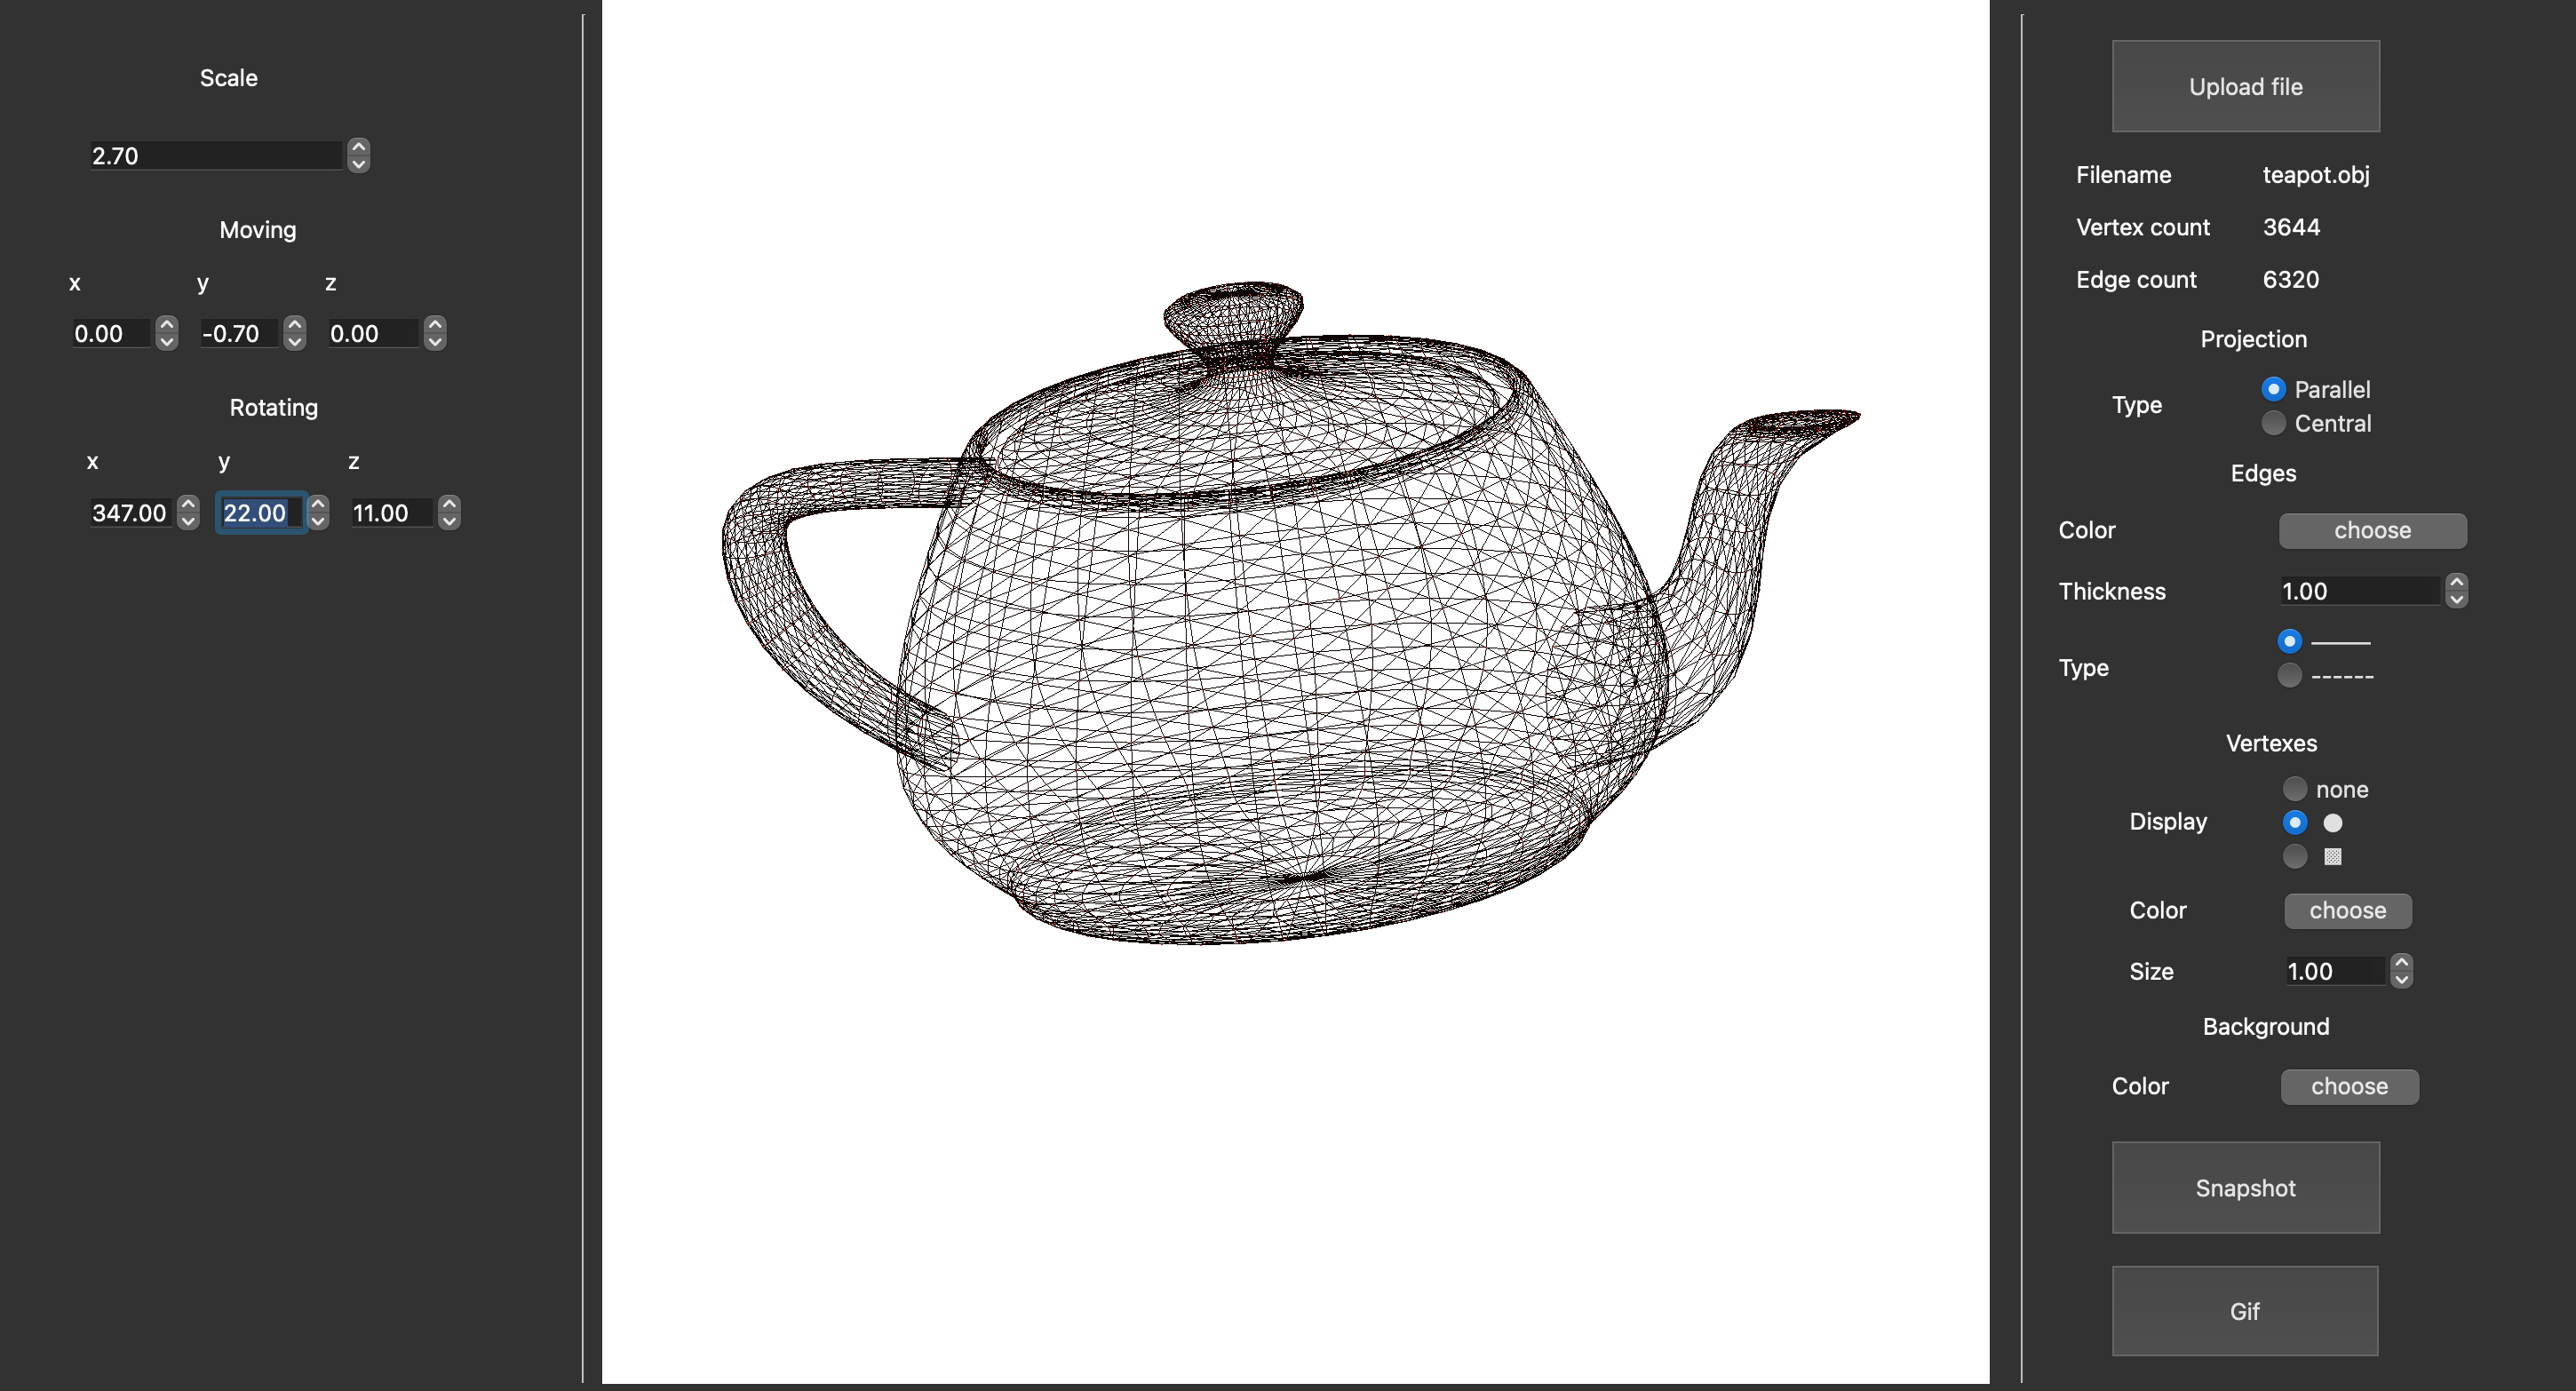 Scale
2.70
Moving
x y z
0.00 -0.70 0.00
Rotating
x y z
347.00 22.00 11.00
Upload file
Filename teapot.obj
Vertex count 3644
Edge count 6320
Projection
Type
Parallel
Central
Edges
Color choose
Thickness 1.00
Type
------
Vertexes
none
Display
Color choose
Size 1.00
Background
Color choose
Snapshot
Gif